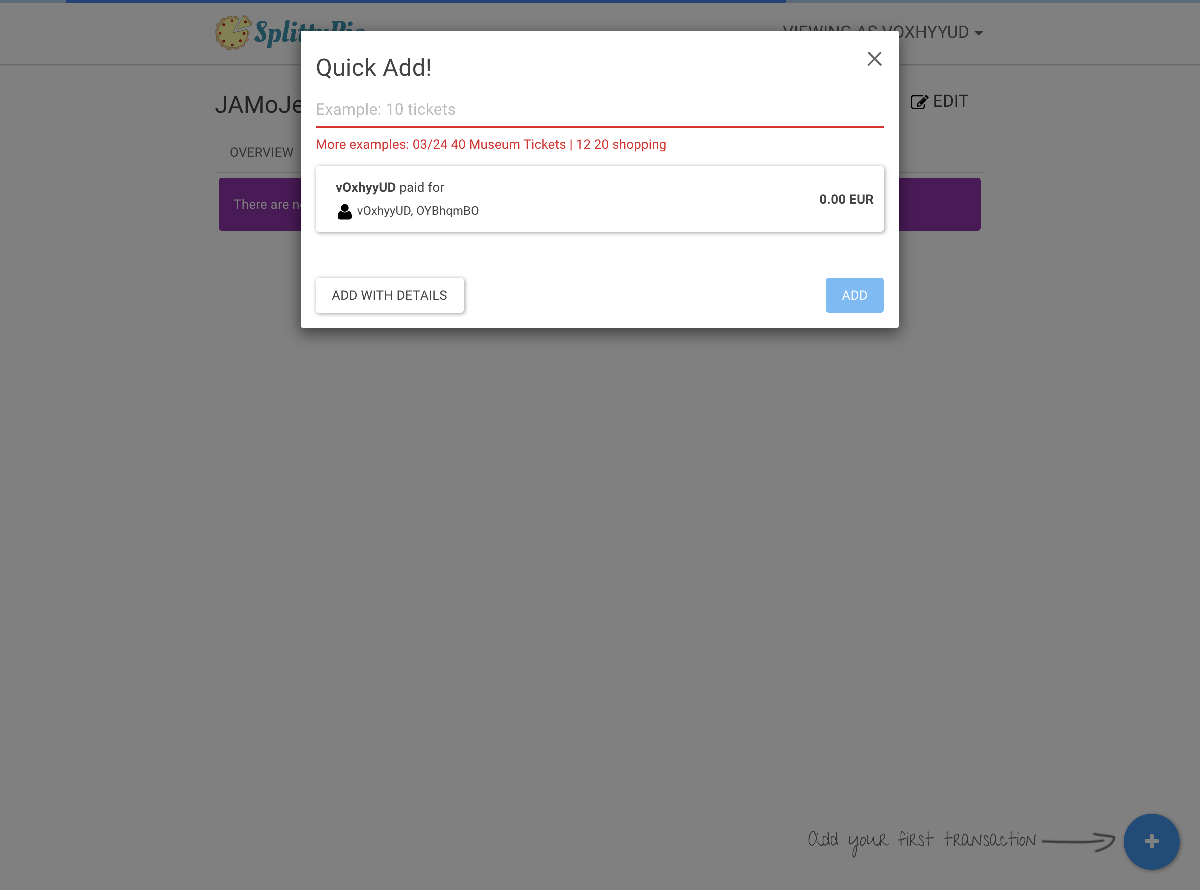 VIEWING AS VOXHYYUD
Quick Add!
Example: 10 tickets
EDIT
More examples: 03/24 40 Museum Tickets | 12 20 shopping
OVERVIEW
vOxhyyUD paid for
0.00 EUR
There are
vOxhyyUD, OYBhqmBO
ADD WITH DETAILS
ADD
Add your first transaction